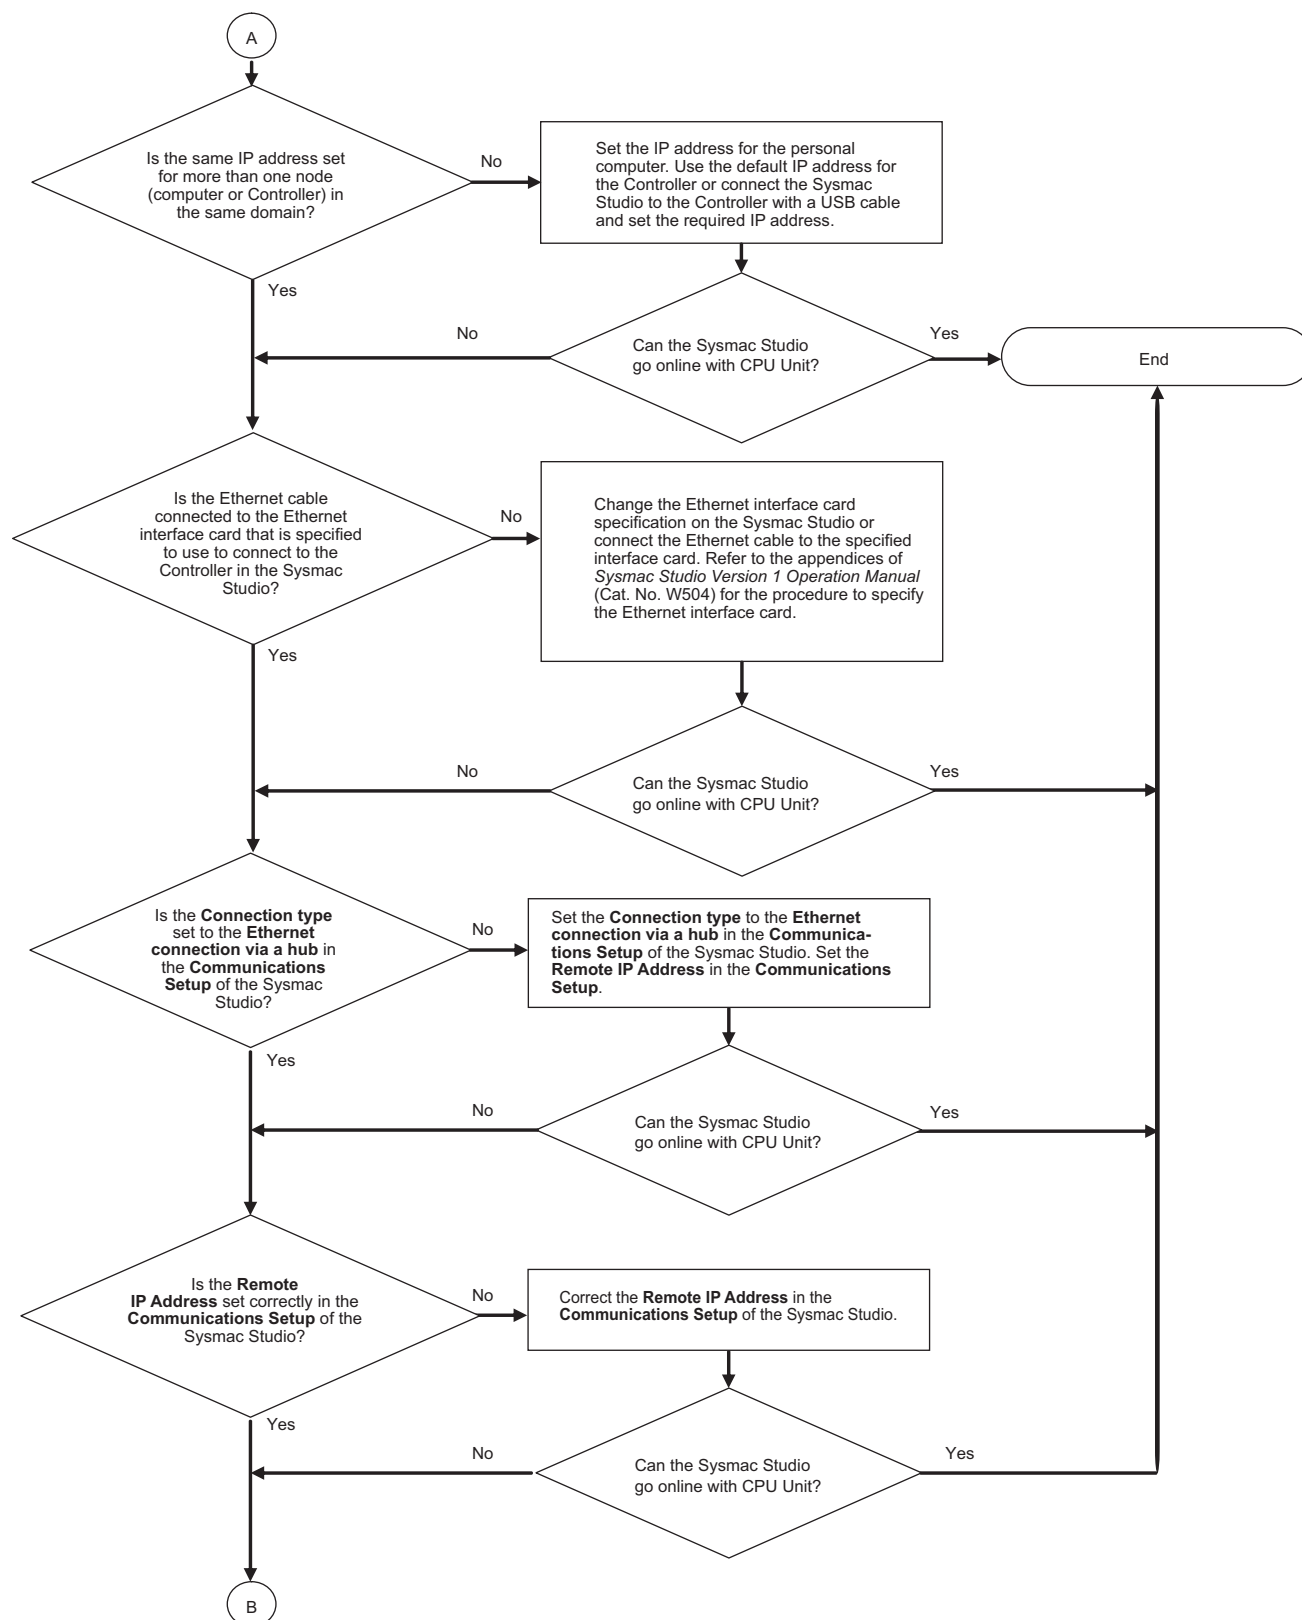 A
Is the same IP address set
for more than one node
(computer or Controller) in
the same domain?
No
Set the IP address for the personal
computer. Use the default IP address for
the Controller or connect the Sysmac
Studio to the Controller with a USB cable
and set the required IP address.
Yes
No
Can the Sysmac Studio
go online with CPU Unit?
Yes
End
Is the Ethernet cable
connected to the Ethernet
interface card that is specified
to use to connect to the
Controller in the Sysmac
Studio?
No
Change the Ethernet interface card
specification on the Sysmac Studio or
connect the Ethernet cable to the specified
interface card. Refer to the appendices of
Sysmac Studio Version 1 Operation Manual
(Cat. No. W504) for the procedure to specify
the Ethernet interface card.
Yes
No
Can the Sysmac Studio
go online with CPU Unit?
Yes
Is the Connection type
set to the Ethernet
connection via a hub in
the Communications
Setup of the Sysmac
Studio?
No
Set the Connection type to the Ethernet
connection via a hub in the Communica-
tions Setup of the Sysmac Studio. Set the
Remote IP Address in the Communications
Setup.
Yes
No
Can the Sysmac Studio
go online with CPU Unit?
Yes
Is the Remote
IP Address set correctly in the
Communications Setup of the
Sysmac Studio?
No
Correct the Remote IP Address in the
Communications Setup of the Sysmac Studio.
Yes
No
Can the Sysmac Studio
go online with CPU Unit?
Yes
B